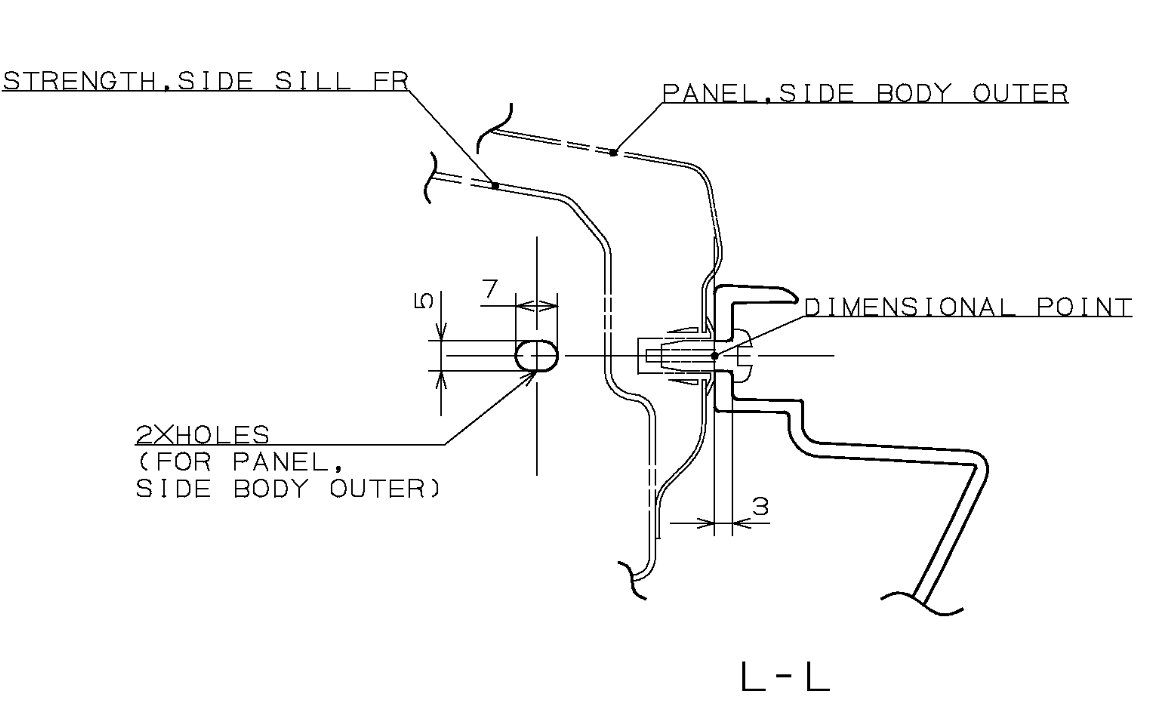 STRENGTH,SIDE SILL FR
PANEL,SIDE BODY OUTER
7
5
DIMENSIONAL POINT
2XHOLES
(FOR PANEL,
SIDE BODY OUTER)
3
L-L